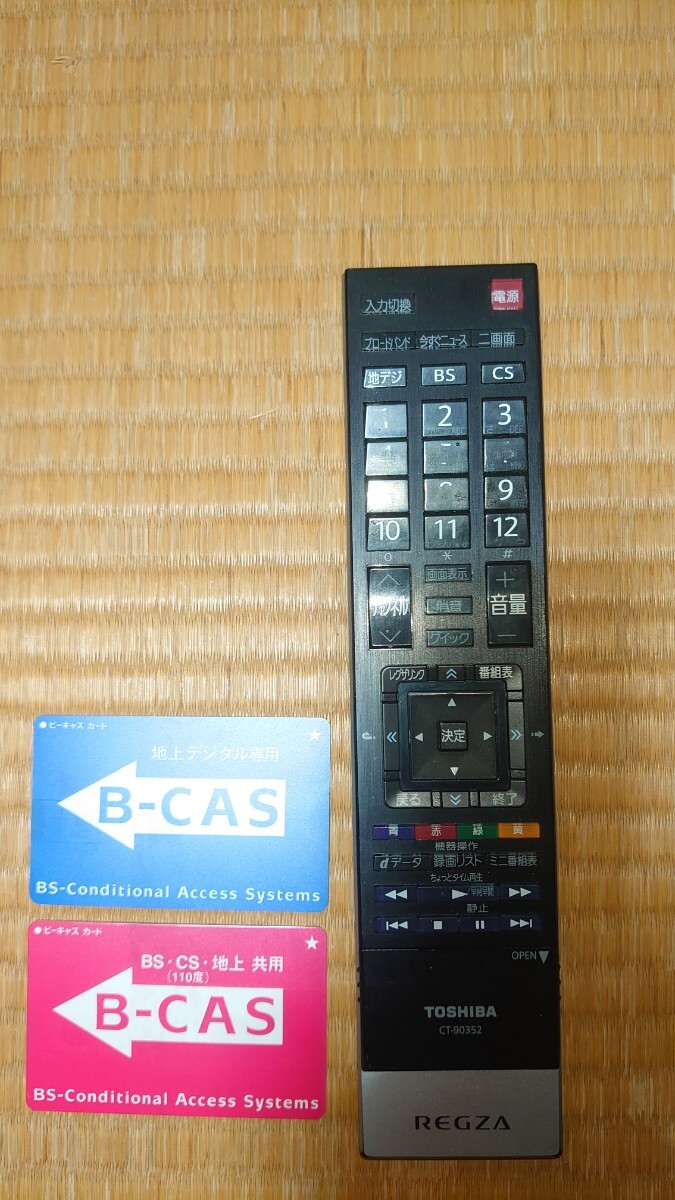 電源
入力切換
ブロードバンド 今すぐニュース 二画面
地デジ BS CS
1 2 3
9
10 11 12
* #
画面表示
チャンネル 消音 音量
クイック
レグザリンク 番組表
決定
戻る 終了
青 赤 緑 黄
機器操作
dデータ 録画リスト ミニ番組表
ちょっとタイム再生
静止
OPEN
TOSHIBA
CT-90352
REGZA
ビーキャス カード
地上デジタル専用
B-CAS
BS-Conditional Access Systems
ビーキャス カード
BS・CS・地上 共用
(110度)
B-CAS
BS-Conditional Access Systems